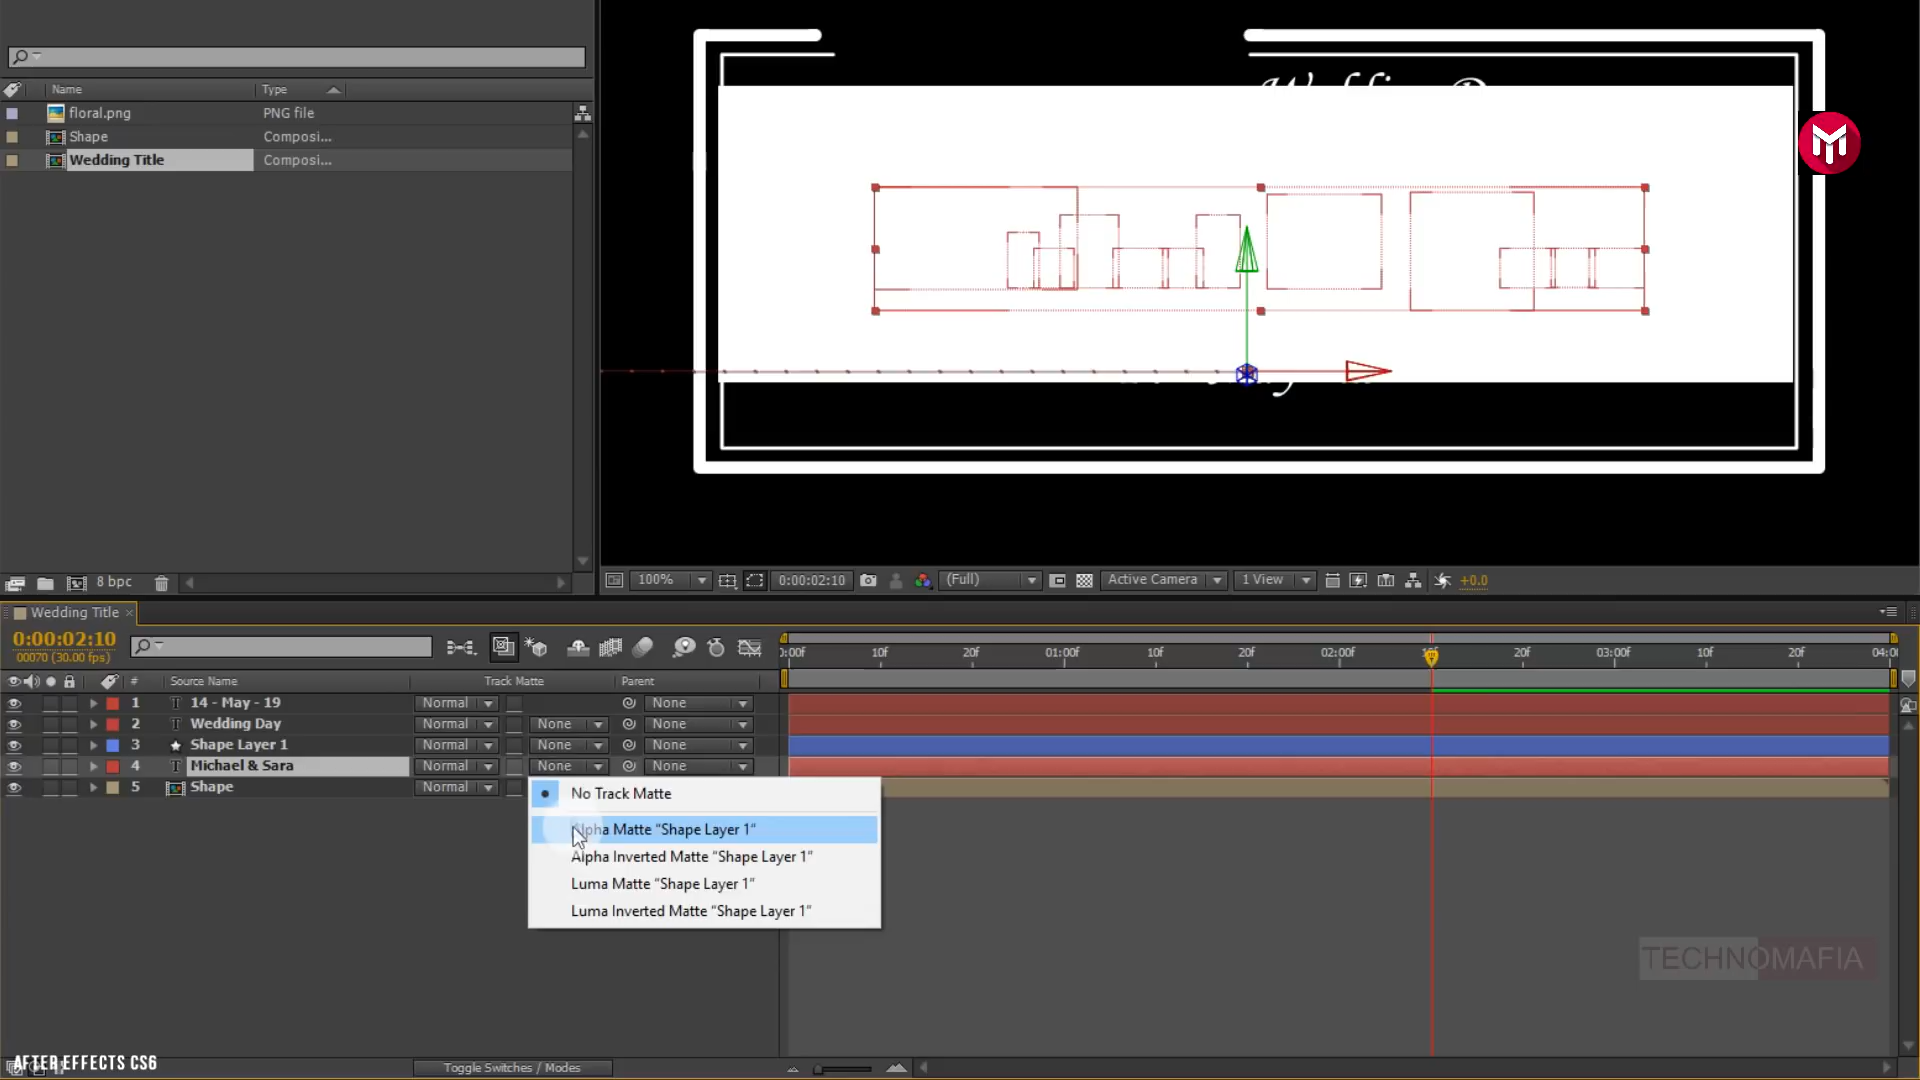 Name Type
floral.png PNG file
Shape Composi...
Wedding Title Composi...
8 bpc
100% 0:00:02:10 (Full) Active Camera 1 View +0.0
Wedding Title
0:00:02:10
00070 (30.00 fps)
# Source Name Track Matte Parent
1 14 - May - 19 Normal None
2 Wedding Day Normal None None
3 Shape Layer 1 Normal None None
4 Michael & Sara Normal None None
5 Shape Normal
No Track Matte
Alpha Matte "Shape Layer 1"
Alpha Inverted Matte "Shape Layer 1"
Luma Matte "Shape Layer 1"
Luma Inverted Matte "Shape Layer 1"
10f 20f 01:00f 10f 20f 02:00f 20f 03:00f 10f 20f
TECHNOMAFIA
AFTER EFFECTS CS6
Toggle Switches / Modes